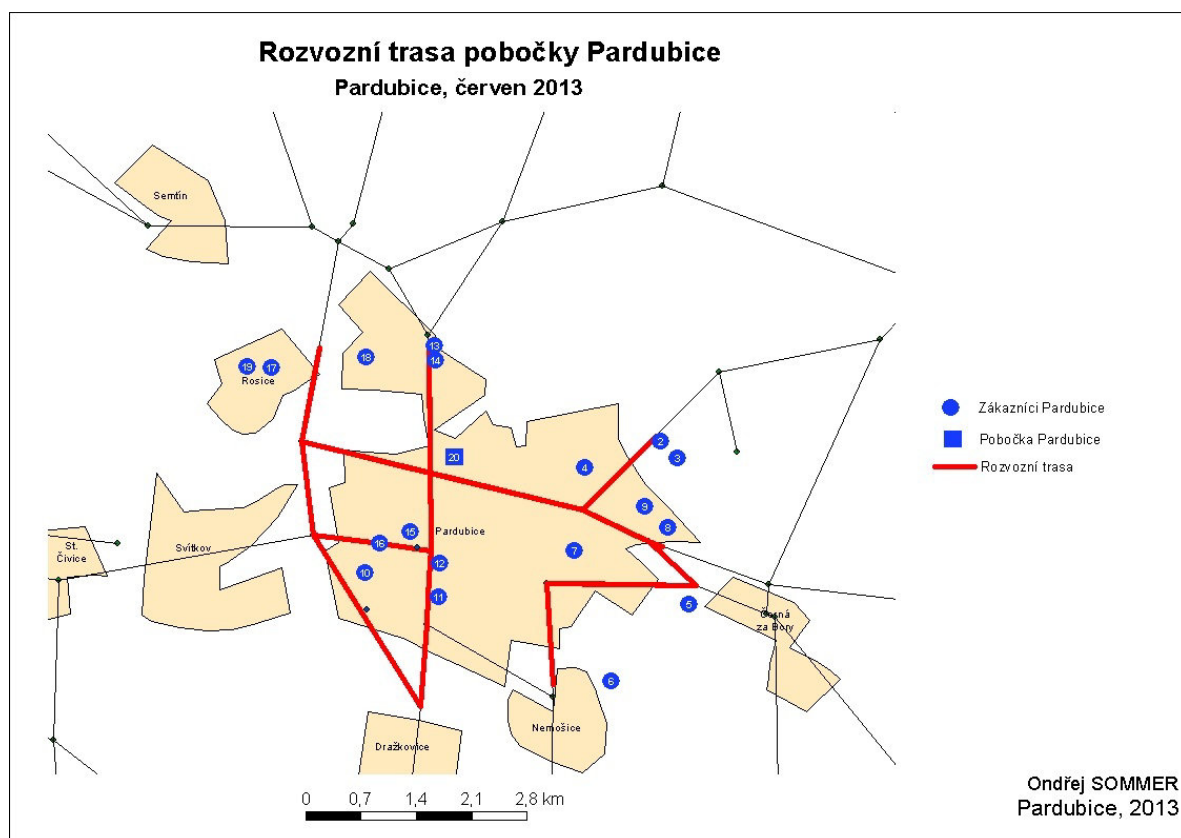 Rozvozní trasa pobočky Pardubice
Pardubice, červen 2013
Semtín
13
14
18
19
17
Rosice
2
3
20
4
9
8
15
Pardubice
16
7
12
St.
Čivice
Svítkov
10
11
5
Černá
za Bory
6
Nemošice
Dražkovice
Zákazníci Pardubice
Pobočka Pardubice
Rozvozní trasa
0 0,7 1,4 2,1 2,8 km
Ondřej SOMMER
Pardubice, 2013